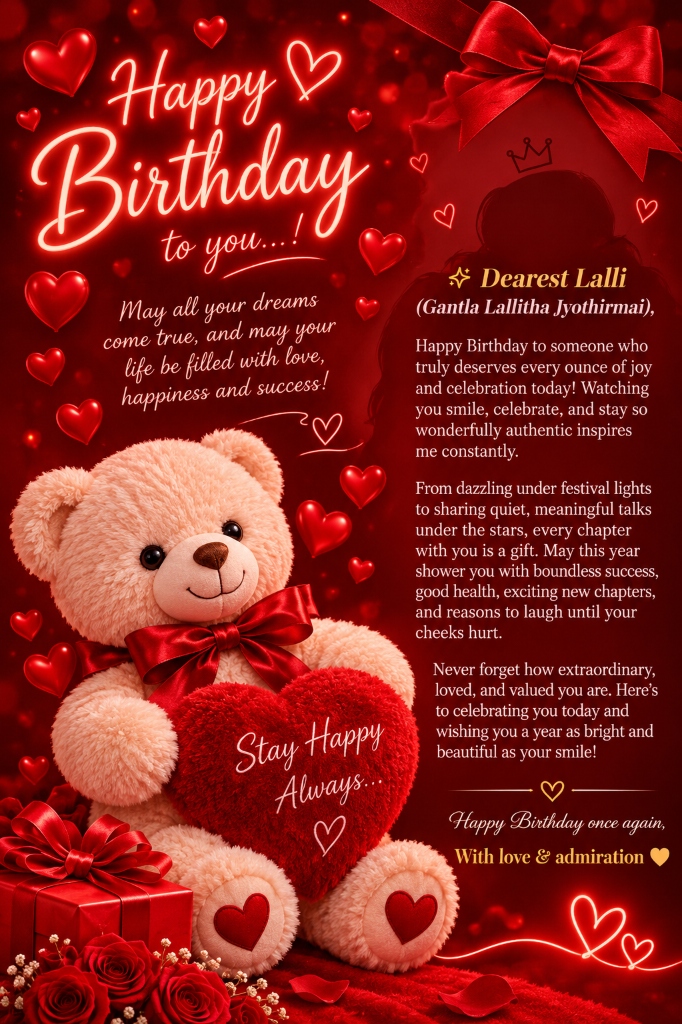 Happy
Birthday
to you...!
May all your dreams
come true, and may your
life be filled with love,
happiness and success!
Dearest Lalli
(Gantla Lallitha Jyothirmai),
Happy Birthday to someone who
truly deserves every ounce of joy
and celebration today! Watching
you smile, celebrate, and stay so
wonderfully authentic inspires
me constantly.
From dazzling under festival lights
to sharing quiet, meaningful talks
under the stars, every chapter
with you is a gift. May this year
shower you with boundless success,
good health, exciting new chapters,
and reasons to laugh until your
cheeks hurt.
Never forget how extraordinary,
loved, and valued you are. Here's
to celebrating you today and
wishing you a year as bright and
beautiful as your smile!
Happy Birthday once again,
With love & admiration
Stay Happy
Always...